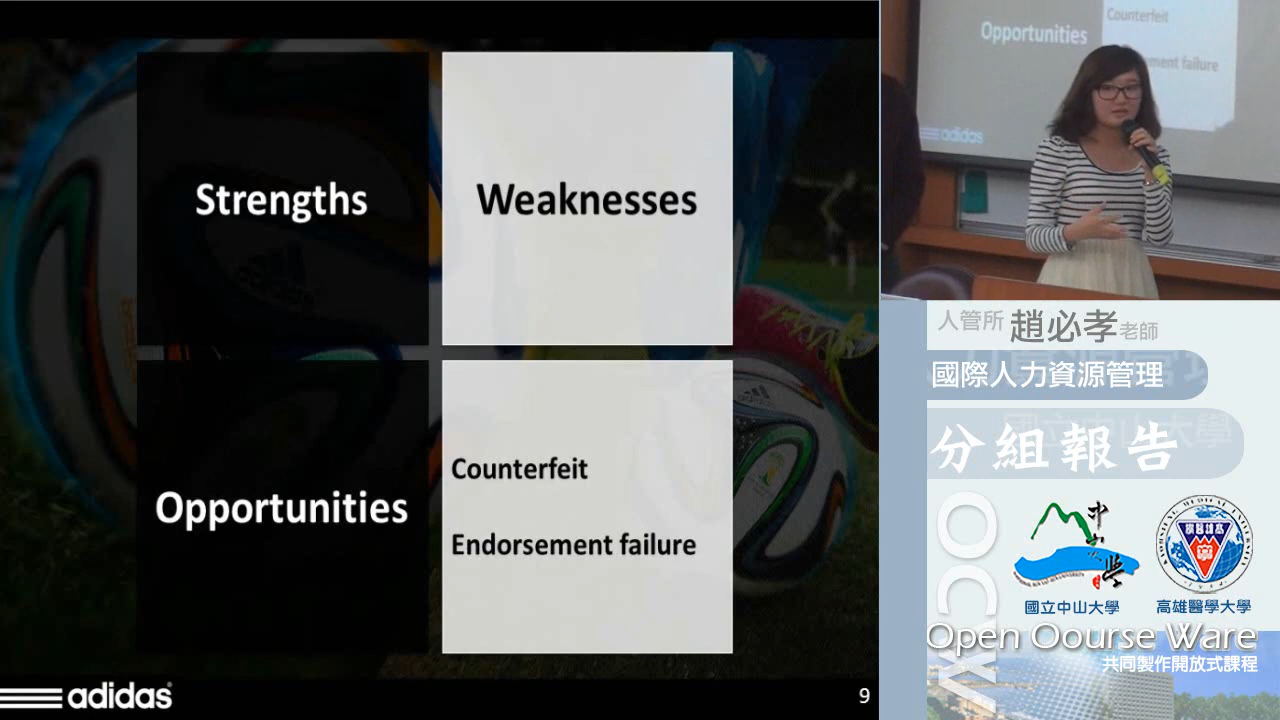 Strengths
Weaknesses
Opportunities
Counterfeit
Endorsement failure
adidas
9
Opportunities
Counterfeit
ment failure
adidas
人管所 趙必孝老師
國際人力資源管理
分組報告
OCW
國立中山大學
高雄醫學大學
Open Oourse Ware
共同製作開放式課程